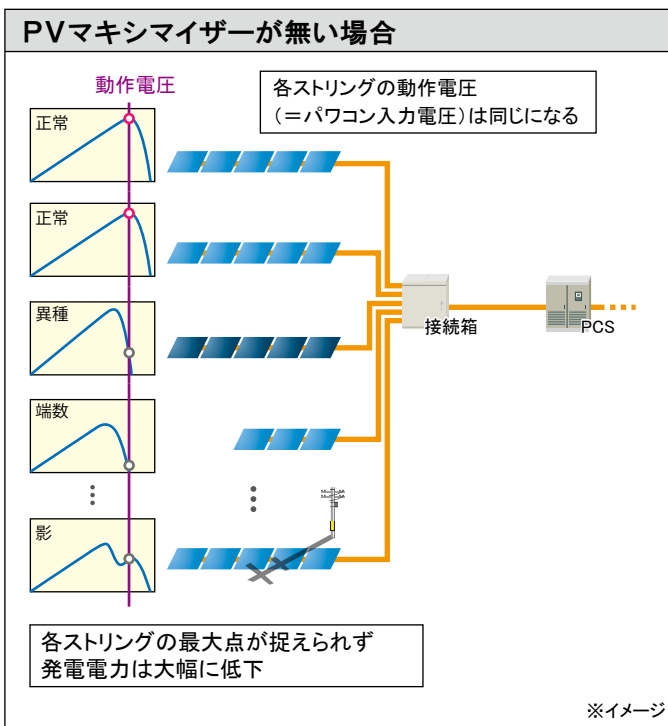 PVマキシマイザーが無い場合
動作電圧
各ストリングの動作電圧
（＝パワコン入力電圧）は同じになる
正常
正常
異種
接続箱
PCS
端数
影
各ストリングの最大点が捉えられず
発電電力は大幅に低下
※イメージ